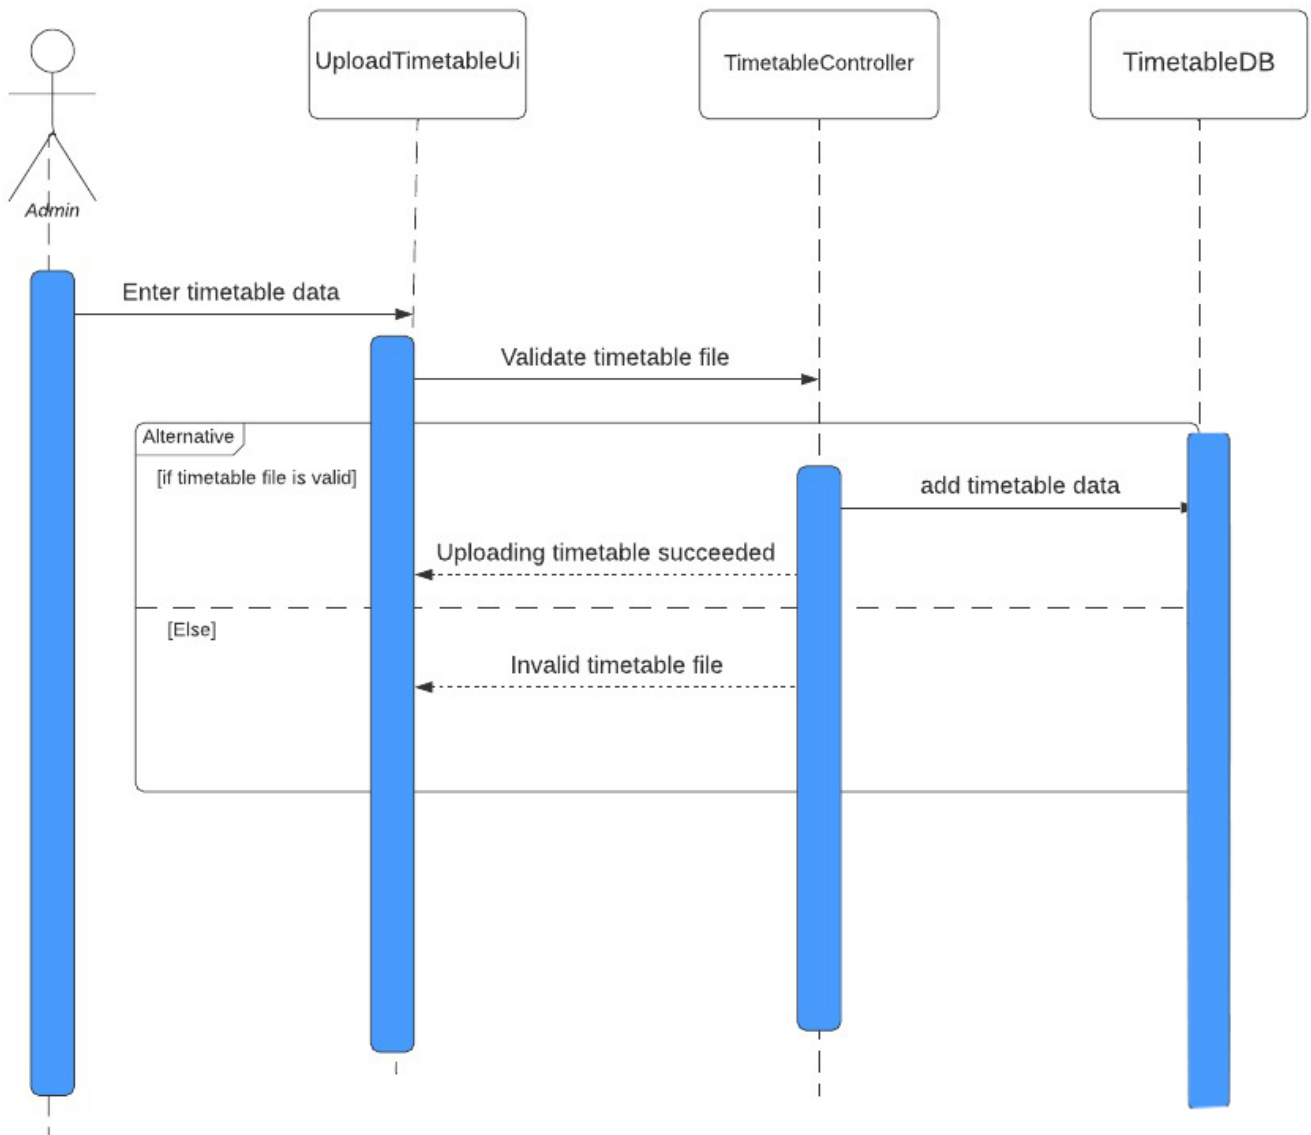 UploadTimetableUi
TimetableController
TimetableDB
Admin
Enter timetable data
Validate timetable file
Alternative
[if timetable file is valid]
add timetable data
Uploading timetable succeeded
[Else]
Invalid timetable file